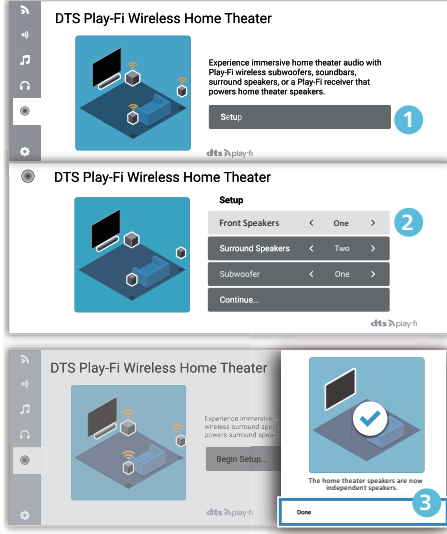 DTS Play-Fi Wireless Home Theater
Experience immersive home theater audio with
Play-Fi wireless subwoofers, soundbars,
surround speakers, or a Play-Fi receiver that
powers home theater speakers.
Setup
1
dts play-fi
DTS Play-Fi Wireless Home Theater
Setup
Front Speakers < One >
2
Surround Speakers < Two >
Subwoofer < One >
Continue...
dts play-fi
DTS Play-Fi Wireless Home Theater
Experience immersive
wireless surround
powers surround
Begin Setup...
dts play-fi
The home theater speakers are now
independent speakers.
3
Done